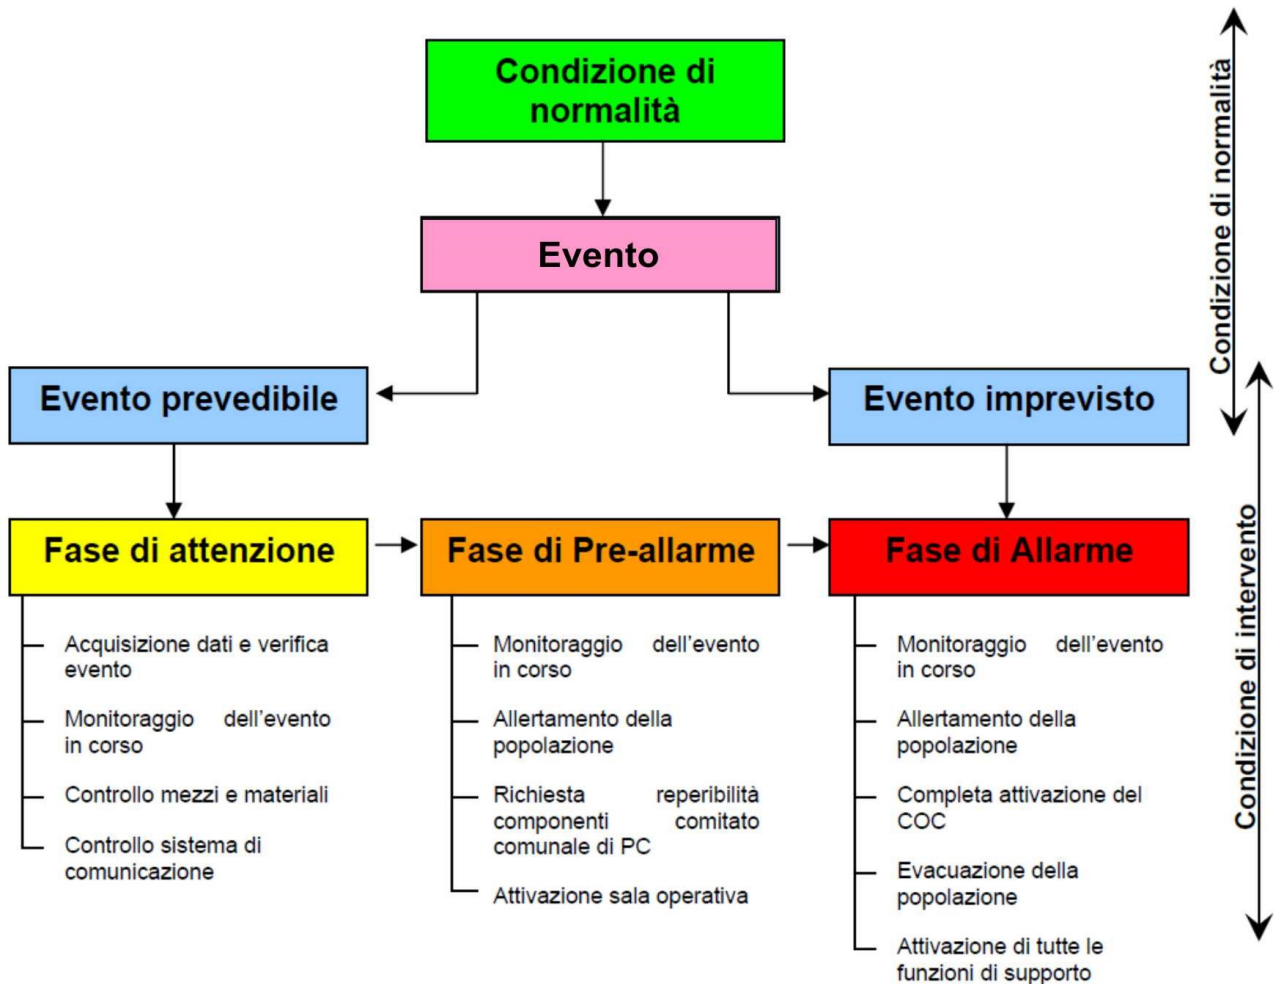 Condizione di
normalità
Evento
Evento prevedibile
Evento imprevisto
Fase di attenzione
Fase di Pre-allarme
Fase di Allarme
Acquisizione dati e verifica
evento
Monitoraggio dell'evento
in corso
Controllo mezzi e materiali
Controllo sistema di
comunicazione
Monitoraggio dell'evento
in corso
Allertamento della
popolazione
Richiesta reperibilità
componenti comitato
comunale di PC
Attivazione sala operativa
Monitoraggio dell'evento
in corso
Allertamento della
popolazione
Completa attivazione del
COC
Evacuazione della
popolazione
Attivazione di tutte le
funzioni di supporto
Condizione di normalità
Condizione di intervento